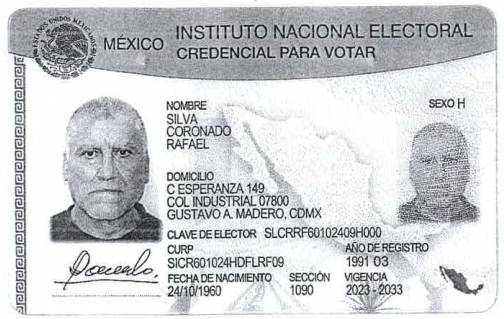 ESTADOS UNIDOS MEXICANOS
MÉXICO
INSTITUTO NACIONAL ELECTORAL
CREDENCIAL PARA VOTAR
NOMBRE
SEXO H
SILVA
CORONADO
RAFAEL
DOMICILIO
C ESPERANZA 149
COL INDUSTRIAL 07800
GUSTAVO A. MADERO, CDMX
CLAVE DE ELECTOR SLCRRF60102409H000
CURP
AÑO DE REGISTRO
SICR601024HDFLRF09
1991 03
FECHA DE NACIMIENTO SECCIÓN VIGENCIA
24/10/1960 1090 2023 - 2033